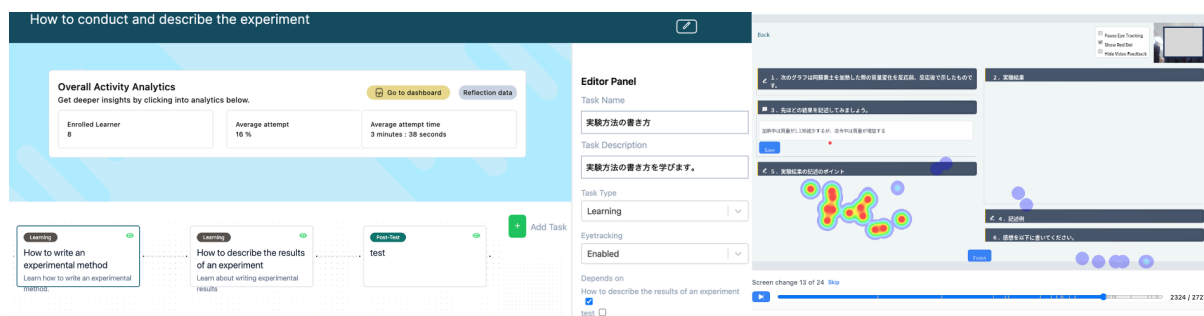 How to conduct and describe the experiment
Overall Activity Analytics
Get deeper insights by clicking into analytics below.
Go to dashboard
Reflection data
Enrolled Learner
8
Average attempt
16 %
Average attempt time
3 minutes : 38 seconds
Learning
How to write an
experimental method
Learn how to write an experimental
method.
Learning
How to describe the results
of an experiment
Learn about writing experimental
results
Post-Test
test
+ Add Task
Editor Panel
Task Name
実験方法の書き方
Task Description
実験方法の書き方を学びます。
Task Type
Learning
Eyetracking
Enabled
Depends on
How to describe the results of an experiment
test
Back
Pause Eye Tracking
Show Red Dot
Hide Video Feedback
1. 次のグラフは同種黄土を加熱した際の質量変化を反応前、反応後で示したもので
す。
3. 先ほどの結果を記述してみましょう。
Save
5. 実験結果の記述のポイント
2. 実験結果
4. 記述例
6. 感想を以下に書いてください。
Finish
Screen change 13 of 24 Skip
2324 / 272